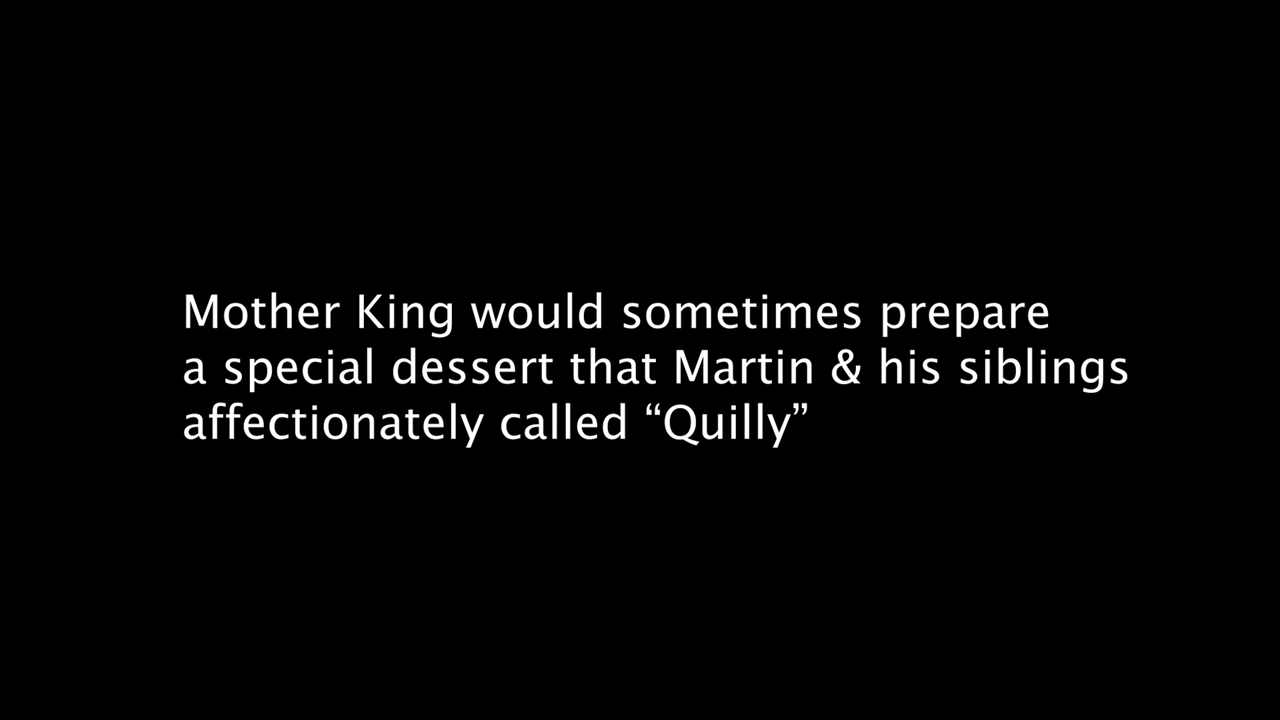 Mother King would sometimes prepare
a special dessert that Martin & his siblings
affectionately called “Quilly”